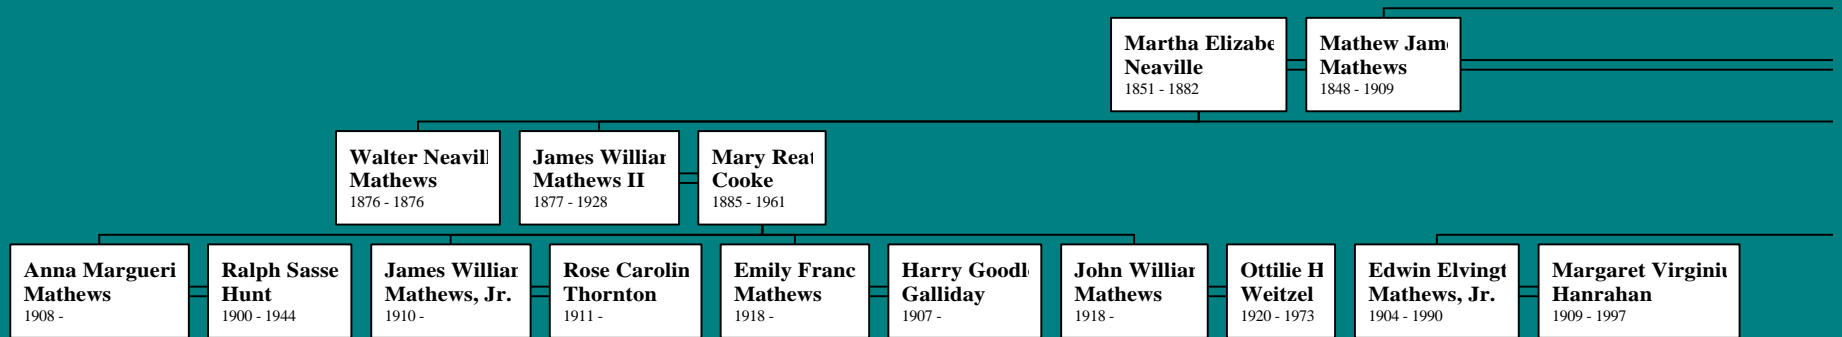 Martha Elizabe
Neaville
1851 - 1882
Mathew Jam
Mathews
1848 - 1909
Walter Neavill
Mathews
1876 - 1876
James Willian
Mathews II
1877 - 1928
Mary Reat
Cooke
1885 - 1961
Anna Margueri
Mathews
1908 -
Ralph Sasse
Hunt
1900 - 1944
James Willian
Mathews, Jr.
1910 -
Rose Carolin
Thornton
1911 -
Emily Franc
Mathews
1918 -
Harry Goodl
Galliday
1907 -
John Willian
Mathews
1918 -
Ottilie H
Weitzel
1920 - 1973
Edwin Elvingt
Mathews, Jr.
1904 - 1990
Margaret Virginiu
Hanrahan
1909 - 1997